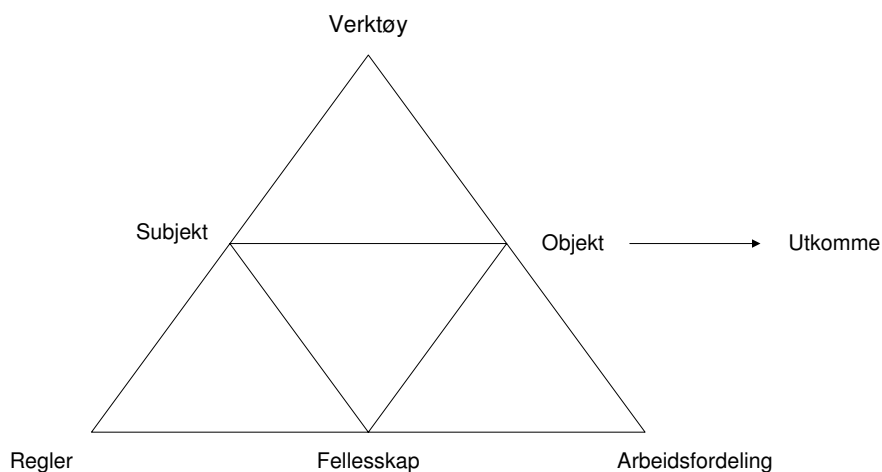 Verktøy
Subjekt
Objekt
Utkomme
Regler
Fellesskap
Arbeidsfordeling